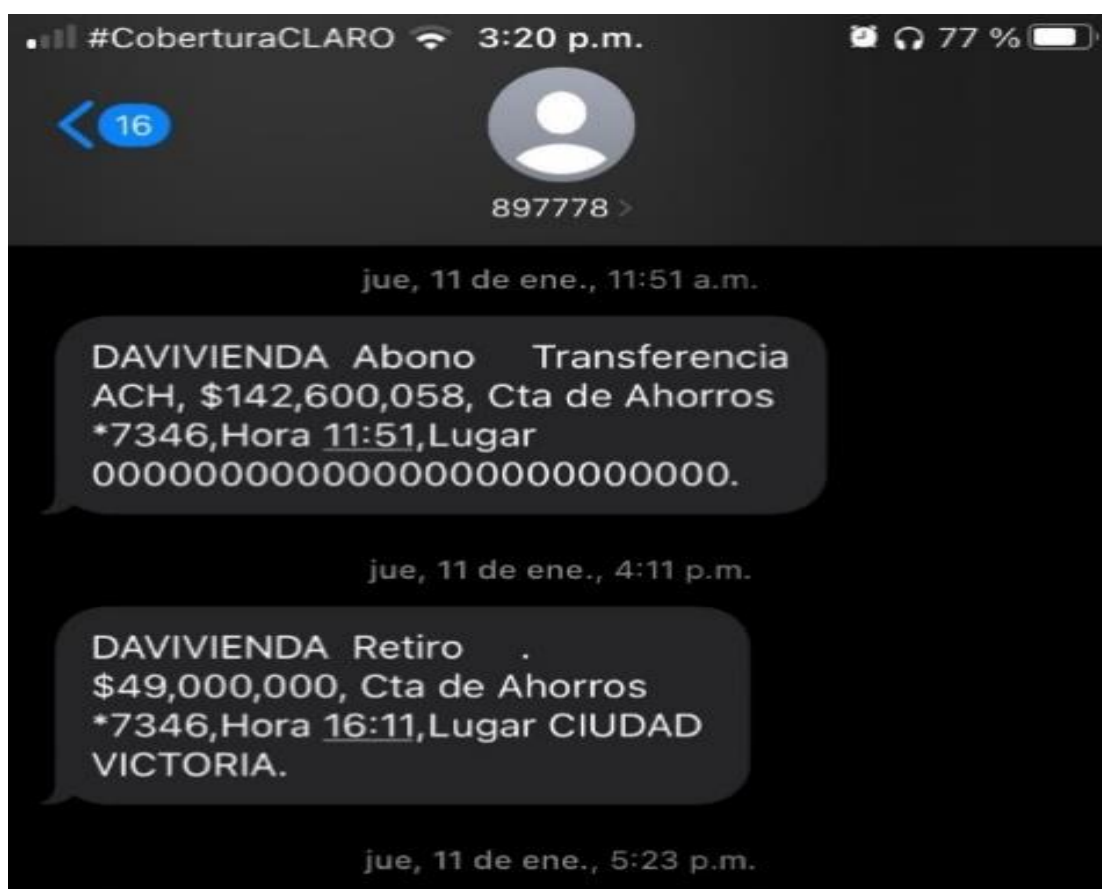 #CoberturaCLARO 3:20 p.m. 77 %
16
897778
jue, 11 de ene., 11:51 a.m.
DAVIVIENDA Abono Transferencia
ACH, $142,600,058, Cta de Ahorros
*7346,Hora 11:51,Lugar
00000000000000000000000000.
jue, 11 de ene., 4:11 p.m.
DAVIVIENDA Retiro .
$49,000,000, Cta de Ahorros
*7346,Hora 16:11,Lugar CIUDAD
VICTORIA.
jue, 11 de ene., 5:23 p.m.